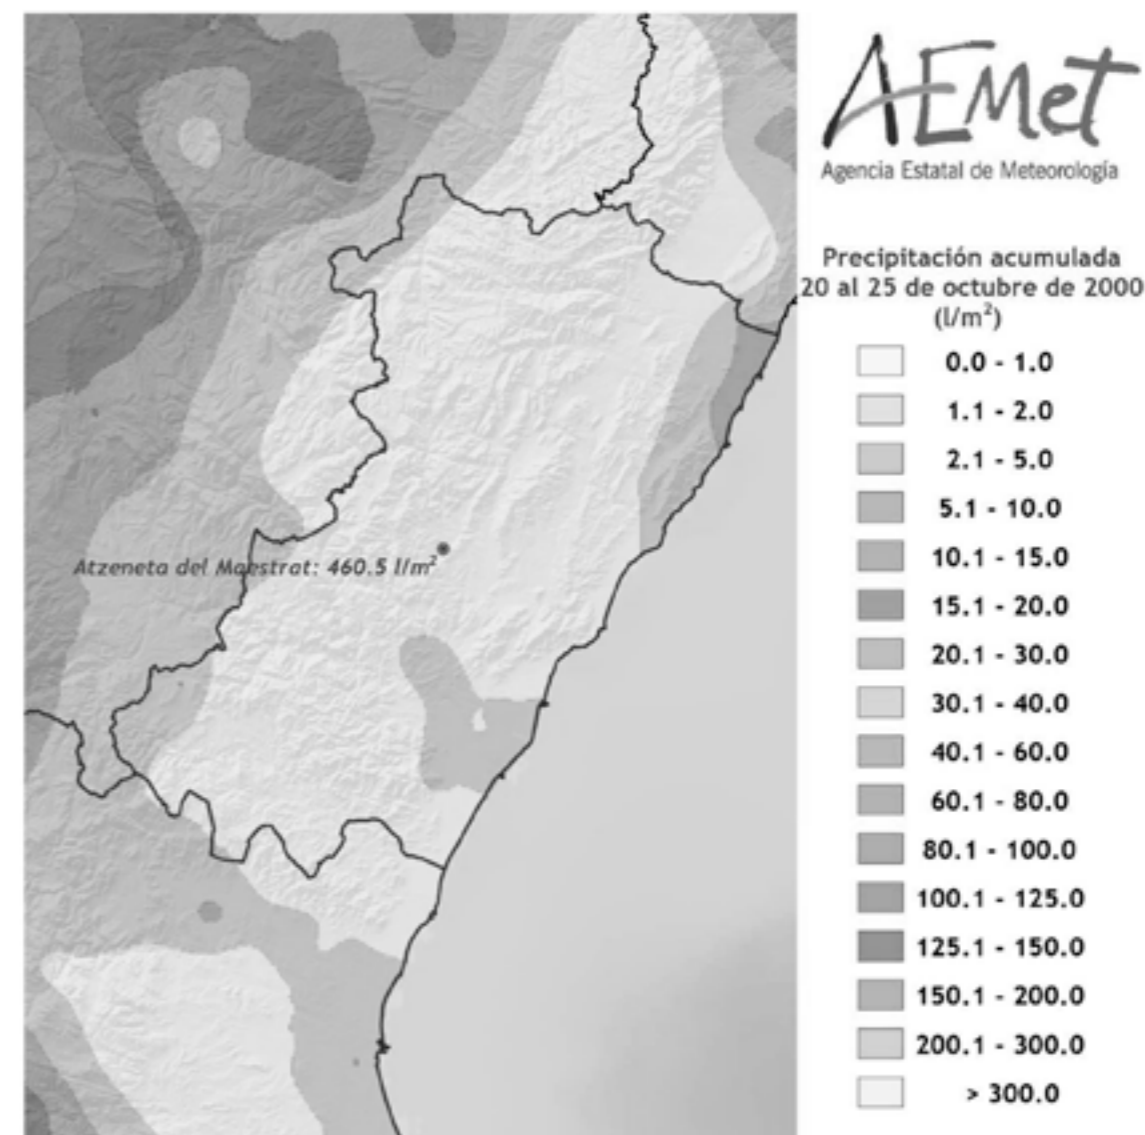 AEMet
Agencia Estatal de Meteorología
Precipitación acumulada
20 al 25 de octubre de 2000
(l/m²)
0.0 - 1.0
1.1 - 2.0
2.1 - 5.0
5.1 - 10.0
10.1 - 15.0
15.1 - 20.0
20.1 - 30.0
30.1 - 40.0
40.1 - 60.0
60.1 - 80.0
80.1 - 100.0
100.1 - 125.0
125.1 - 150.0
150.1 - 200.0
200.1 - 300.0
> 300.0
Atzeneta del Maestrat: 460.5 l/m²